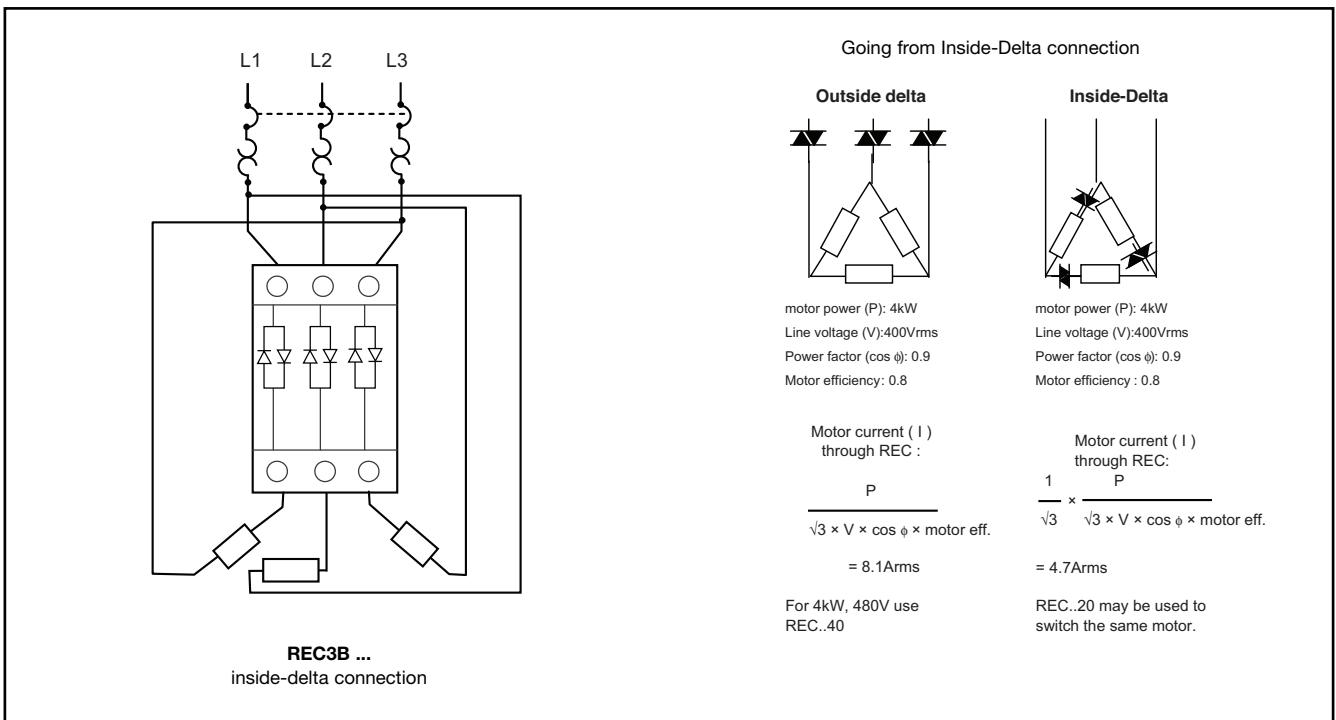 L1 L2 L3
REC3B ...
inside-delta connection
Going from Inside-Delta connection
Outside delta
motor power (P): 4kW
Line voltage (V):400Vrms
Power factor (cos ϕ): 0.9
Motor efficiency: 0.8
Motor current ( I )
through REC :
P
√3 × V × cos ϕ × motor eff.
= 8.1Arms
For 4kW, 480V use
REC..40
Inside-Delta
motor power (P): 4kW
Line voltage (V):400Vrms
Power factor (cos ϕ): 0.9
Motor efficiency : 0.8
Motor current ( I )
through REC:
1 P
√3 × √3 × V × cos ϕ × motor eff.
= 4.7Arms
REC..20 may be used to
switch the same motor.